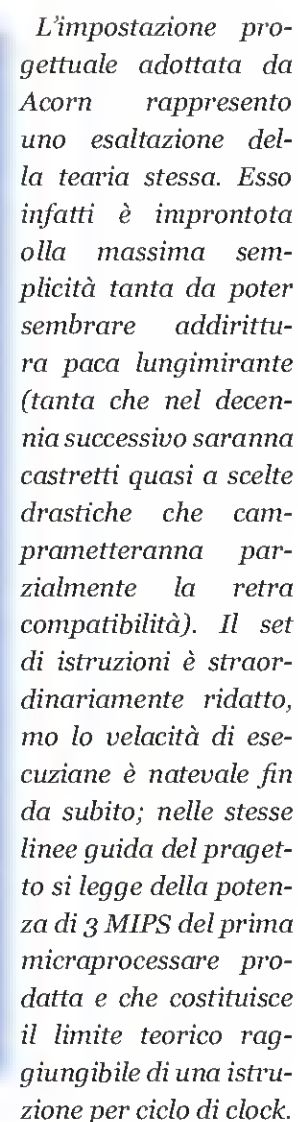 L'impostazione pro-
gettuale adottata da
Acorn rappresento
uno esaltazione del-
la tearia stessa. Esso
infatti è improntota
olla massima sem-
plicità tanta da poter
sembrare addirittu-
ra paca lungimirante
(tanta che nel decen-
nia successivo saranna
castretti quasi a scelte
drastiche che cam-
prametteranna par-
zialmente la retra
compatibilità). Il set
di istruzioni è straor-
dinariamente ridatto,
mo lo velacità di ese-
cuziane è natevale fin
da subito; nelle stesse
linee guida del praget-
to si legge della poten-
za di 3 MIPS del prima
micraprocessare pro-
datta e che costituisce
il limite teorico rag-
giungibile di una istru-
zione per ciclo di clock.